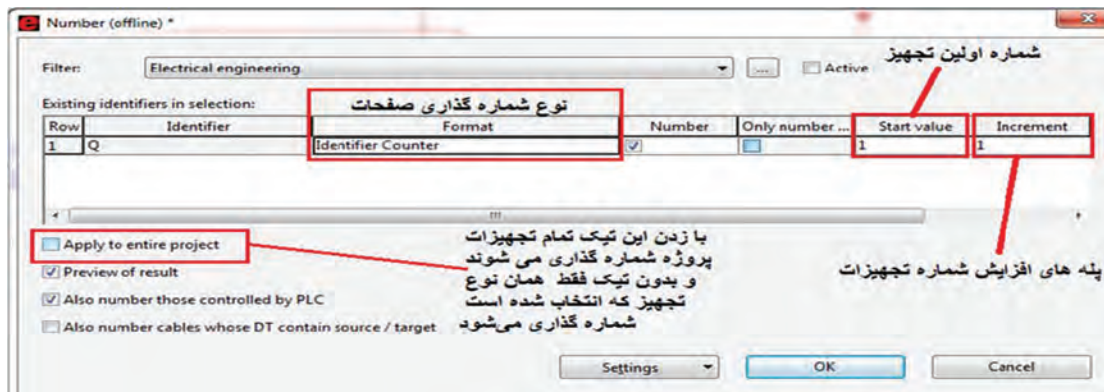 Number (offline) *
شماره اولین تجهیز
Filter: Electrical engineering ... Active
Existing identifiers in selection:
نوع شماره گذاری صفحات
Row Identifier Format Number Only number ... Start value Increment
1 Q Identifier Counter 1 1
Apply to entire project
Preview of result
Also number those controlled by PLC
Also number cables whose DT contain source / target
با زدن این تیک تمام تجهیزات
پروژه شماره گذاری می شوند
و بدون تیک فقط همان نوع
تجهیز که انتخاب شده است
شماره گذاری می‌شود
پله های افزایش شماره تجهیزات
Settings OK Cancel